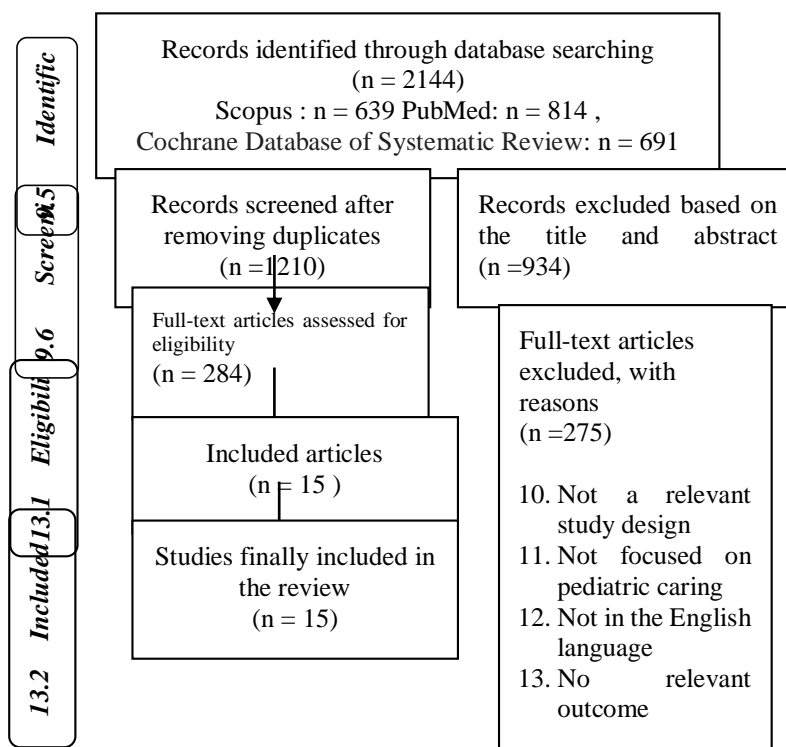 Records identified through database searching
(n = 2144)
Scopus : n = 639 PubMed: n = 814 ,
Cochrane Database of Systematic Review: n = 691
Identific
9.5 Screeni
9.6 Eligibili
13.1 Included
13.2
Records screened after
removing duplicates
(n =1210)
Records excluded based on
the title and abstract
(n =934)
Full-text articles assessed for
eligibility
(n = 284)
Full-text articles
excluded, with
reasons
(n =275)
10. Not a relevant
study design
11. Not focused on
pediatric caring
12. Not in the English
language
13. No relevant
outcome
Included articles
(n = 15 )
Studies finally included in
the review
(n = 15)